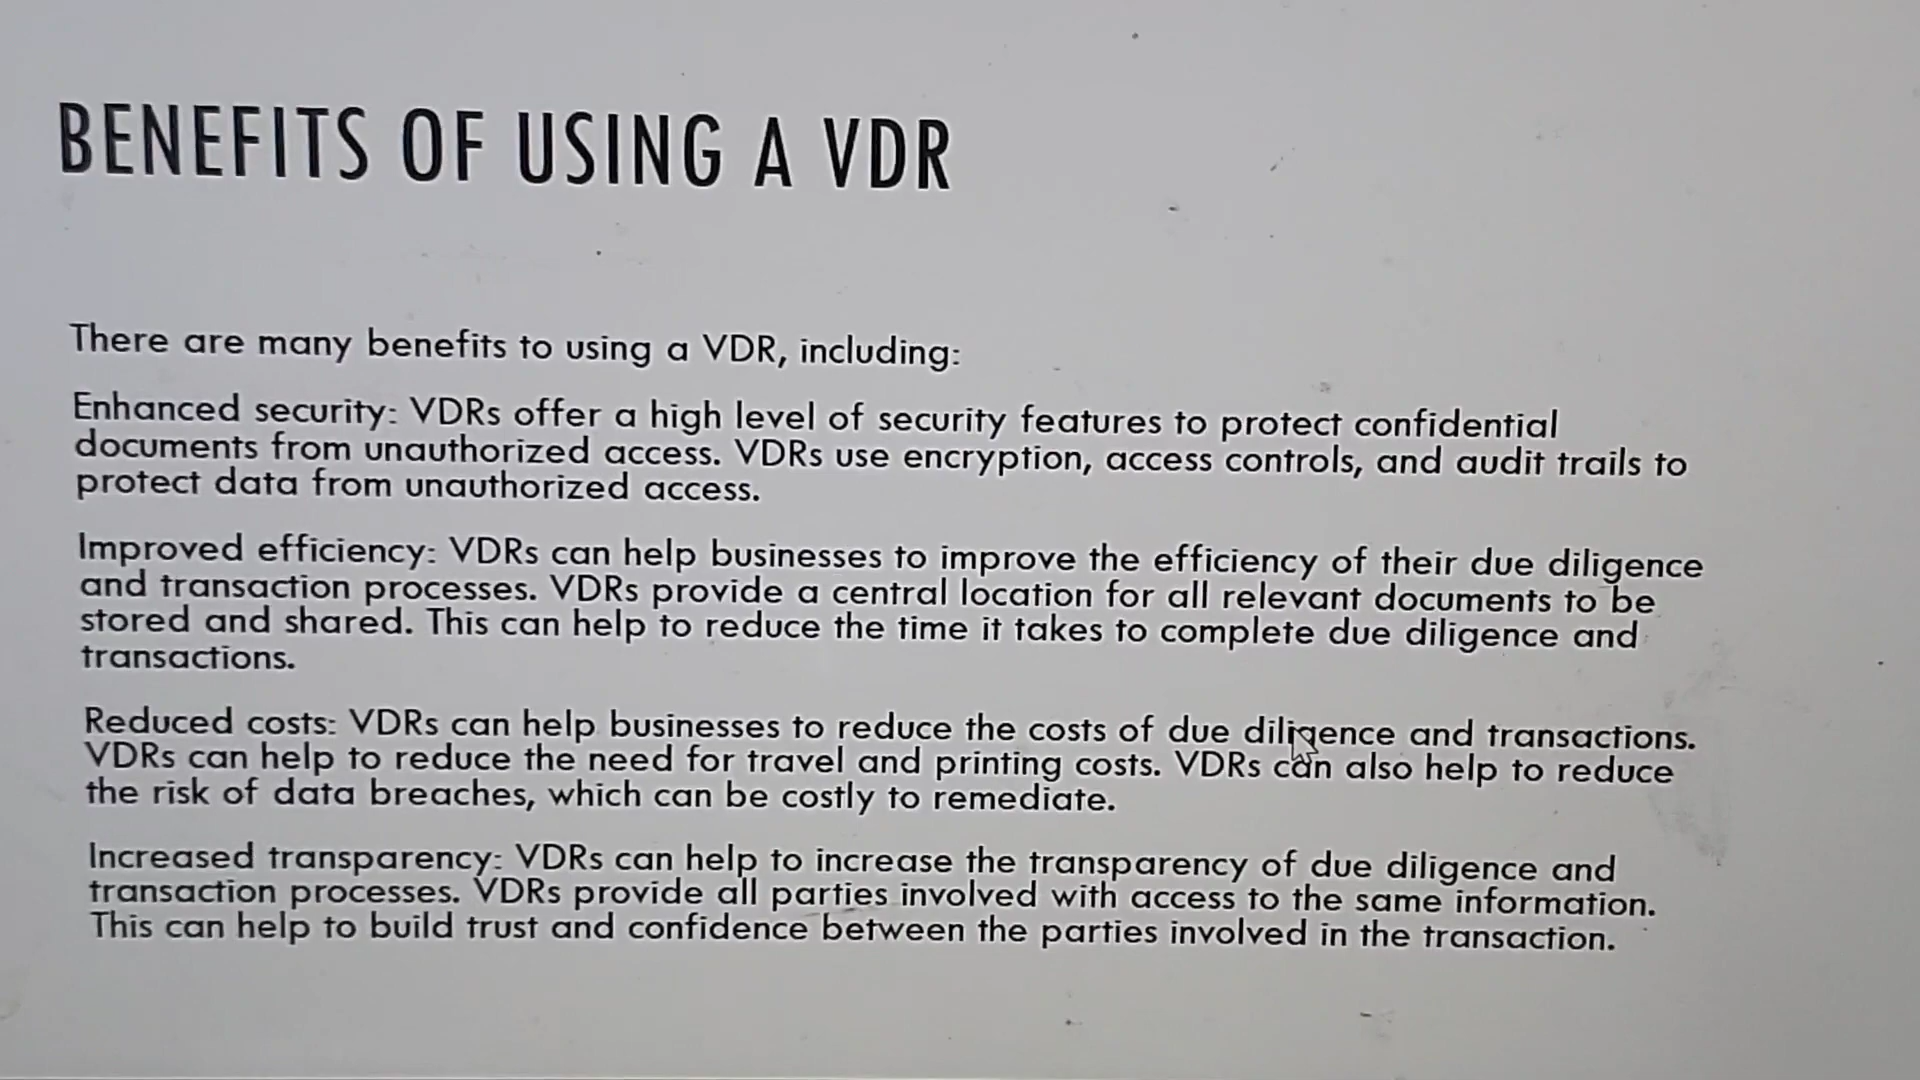 BENEFITS OF USING A VDR
There are many benefits to using a VDR, including:
Enhanced security: VDRs offer a high level of security features to protect confidential
documents from unauthorized access. VDRs use encryption, access controls, and audit trails to
protect data from unauthorized access.
Improved efficiency: VDRs can help businesses to improve the efficiency of their due diligence
and transaction processes. VDRs provide a central location for all relevant documents to be
stored and shared. This can help to reduce the time it takes to complete due diligence and
transactions.
Reduced costs: VDRs can help businesses to reduce the costs of due diligence and transactions.
VDRs can help to reduce the need for travel and printing costs. VDRs can also help to reduce
the risk of data breaches, which can be costly to remediate.
Increased transparency: VDRs can help to increase the transparency of due diligence and
transaction processes. VDRs provide all parties involved with access to the same information.
This can help to build trust and confidence between the parties involved in the transaction.